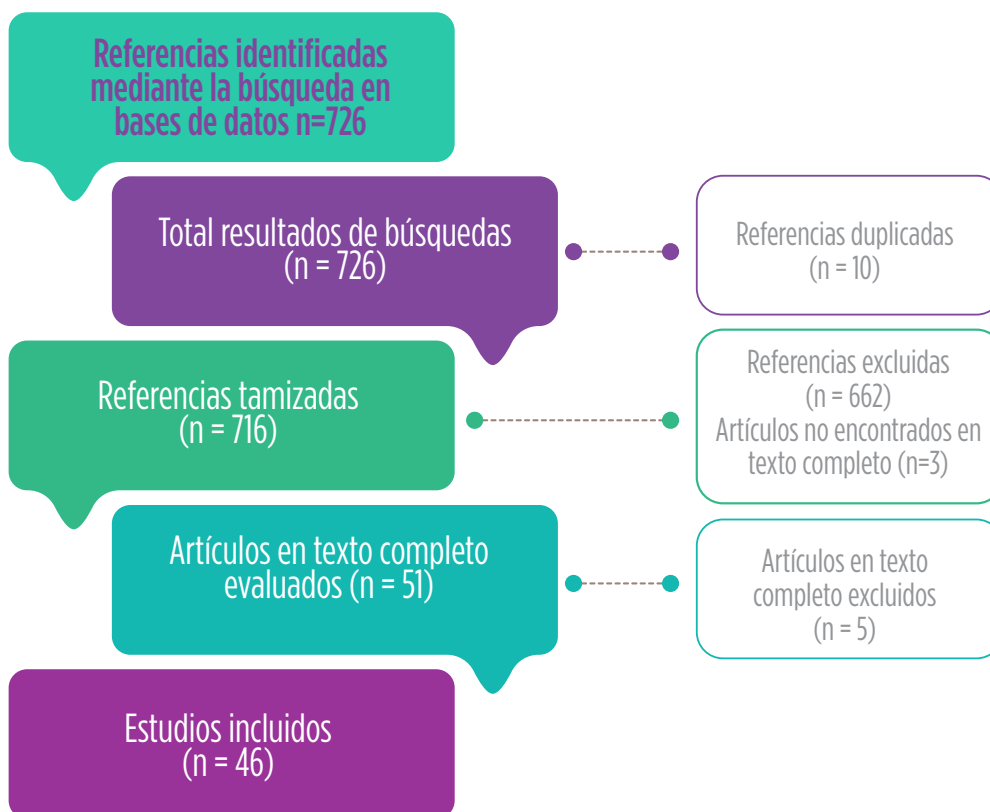 Referencias identificadas
mediante la búsqueda en
bases de datos n=726
Total resultados de búsquedas
(n = 726)
Referencias duplicadas
(n = 10)
Referencias tamizadas
(n = 716)
Referencias excluidas
(n = 662)
Artículos no encontrados en
texto completo (n=3)
Artículos en texto completo
evaluados (n = 51)
Artículos en texto
completo excluidos
(n = 5)
Estudios incluidos
(n = 46)